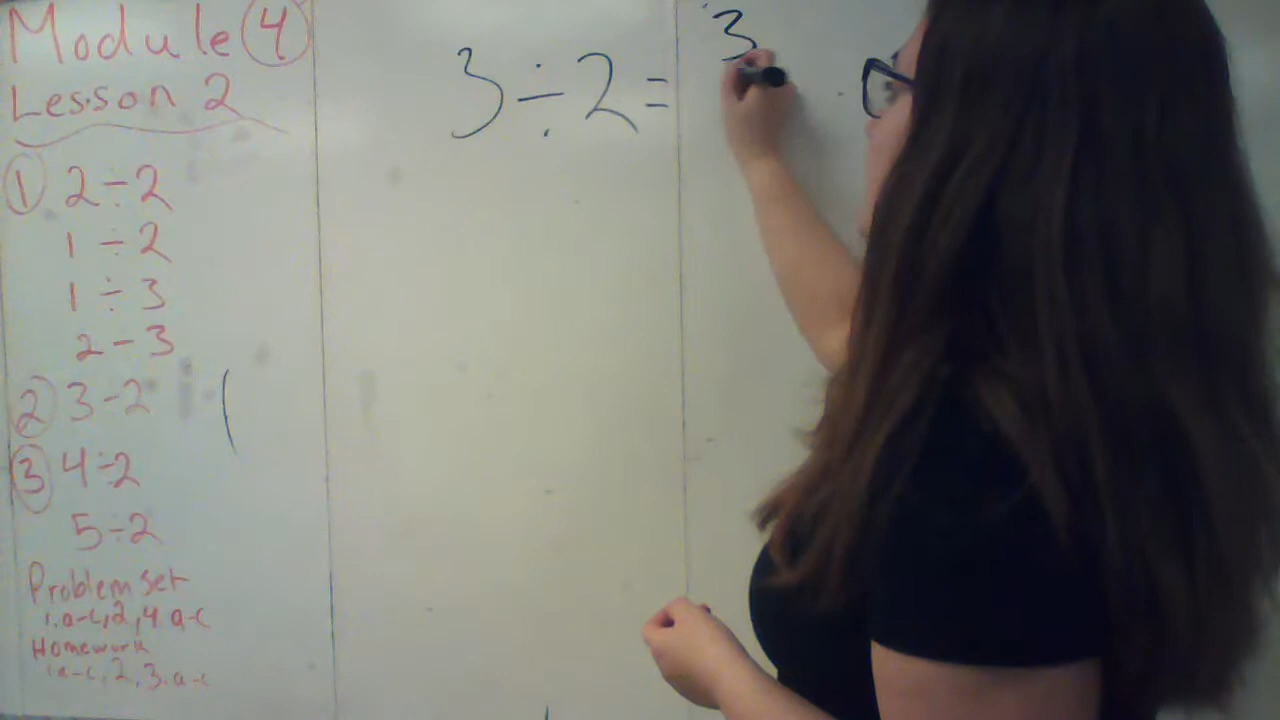 Module 4
Lesson 2
1 2÷2
1÷2
1÷3
2-3
2 3-2
3 4÷2
5÷2
Problem set
1.a-c,2,4.a-c
Homework
1a-c,2,3.a-c
3÷2= 3